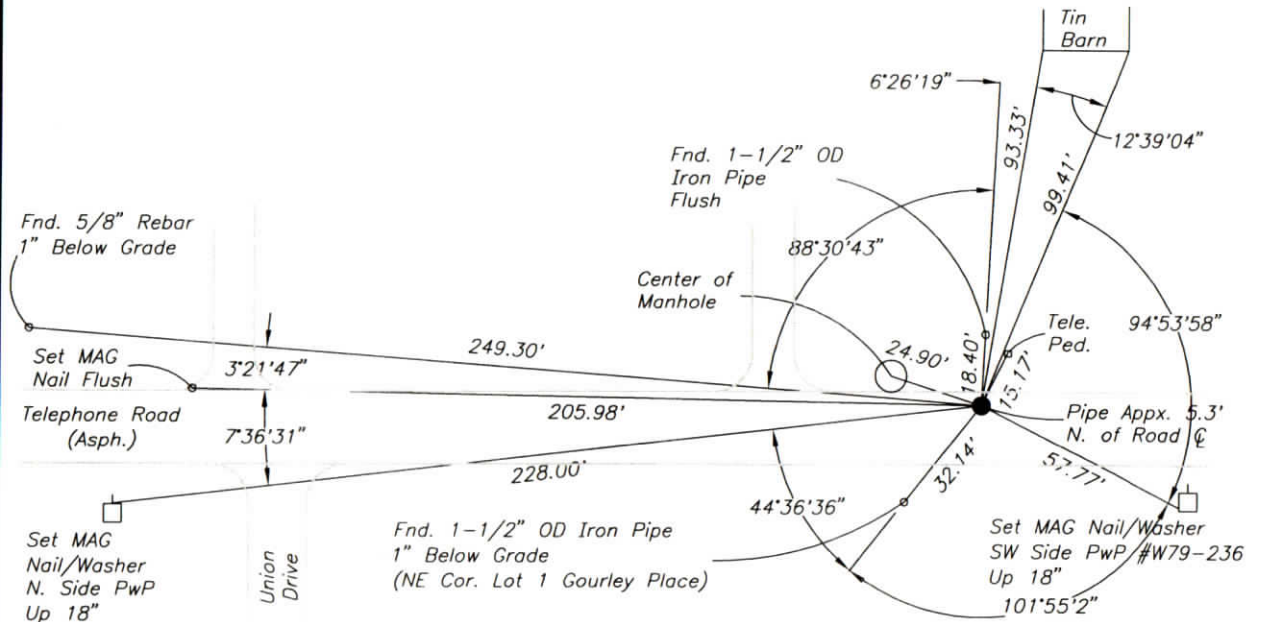 Tin
Barn
6°26'19"
93.33'
12°39'04"
Fnd. 1-1/2" OD
Iron Pipe
Flush
99.41'
Fnd. 5/8" Rebar
1" Below Grade
88°30'43"
Center of
Manhole
Tele.
Ped.
94°53'58"
249.30'
24.90'
18.40'
15.17'
Set MAG
Nail Flush
3°21'47"
Telephone Road
(Asph.)
205.98'
Pipe Appx. 5.3'
N. of Road ℄
7°36'31"
228.00'
32.14'
57.77'
44°36'36"
Set MAG
Nail/Washer
N. Side PwP
Up 18"
Union
Drive
Fnd. 1-1/2" OD Iron Pipe
1" Below Grade
(NE Cor. Lot 1 Gourley Place)
Set MAG Nail/Washer
SW Side PwP #W79-236
Up 18"
101°55'2"